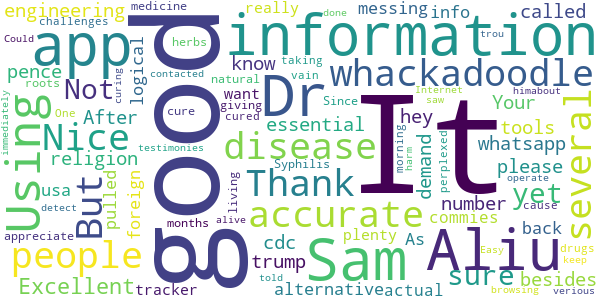 engineering medicine really messing info called
challenges herbs done
app good information
pence logical Dr know want taking vain whackadoodle
Not natural
roots One curing cure giving cured Internet saw himabout
Using Nice After contacted essential hey Your tools
immediately religion testimonies Since disease morning harm demand perplexed whatsapp several
But pulled foreign Syphilis It please yet
usa detect living Thank accurate number commies back
months alive
people cdc Sam Aliu sure As plenty besides
appreciate trump told Could trou operate cause drugs keep
Excellent tracker alternativeactual Easy browsing verious